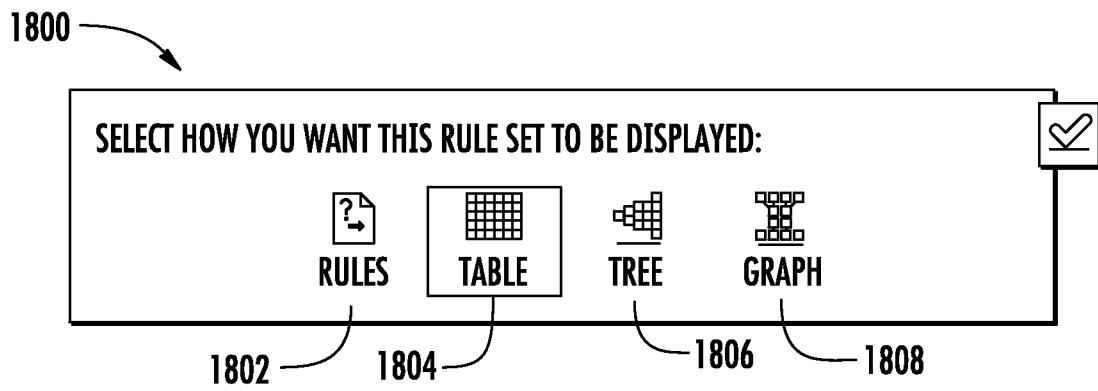 1800
SELECT HOW YOU WANT THIS RULE SET TO BE DISPLAYED:
?
RULES TABLE TREE GRAPH
1802 1804 1806 1808